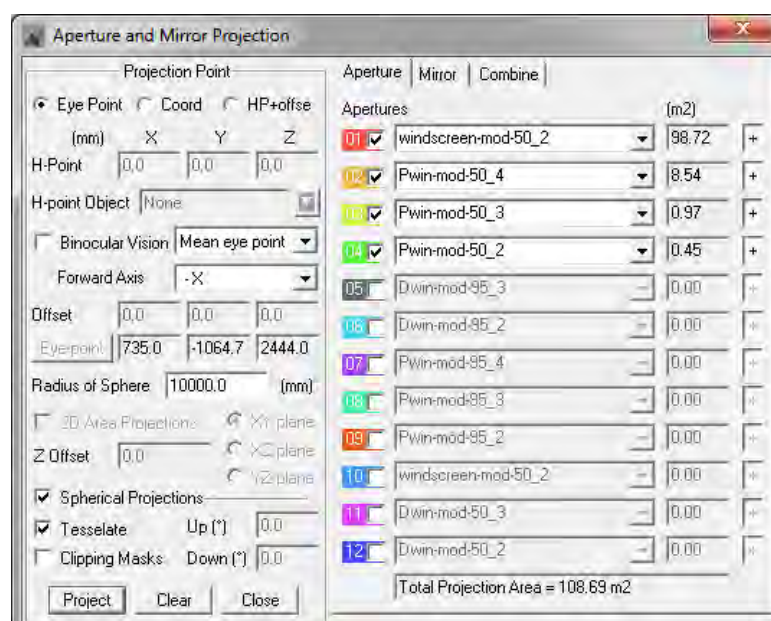 Aperture and Mirror Projection
Projection Point
Eye Point Coord HP+offse
(mm) X Y Z
H-Point 0,0 0,0 0,0
H-point Object None
Binocular Vision Mean eye point
Forward Axis -X
Offset 0,0 0,0 0,0
Eye-point 735.0 -1064.7 2444.0
Radius of Sphere 10000.0 (mm)
2D Area Projections XY plane
Z Offset 0.0 XZ plane
YZ plane
Spherical Projections
Tesselate Up (°) 0.0
Clipping Masks Down (°) 0.0
Project Clear Close
Aperture Mirror Combine
Apertures (m2)
01 windscreen-mod-50_2 98.72 +
02 Pwin-mod-50_4 8.54 +
03 Pwin-mod-50_3 0.97 +
04 Pwin-mod-50_2 0.45 +
05 Dwin-mod-95_3 0.00 +
06 Dwin-mod-95_2 0.00 +
07 Pwin-mod-95_4 0.00 +
08 Pwin-mod-95_3 0.00 +
09 Pwin-mod-95_2 0.00 +
10 windscreen-mod-50_2 0.00 +
11 Dwin-mod-50_3 0.00 +
12 Dwin-mod-50_2 0.00 +
Total Projection Area = 108.69 m2